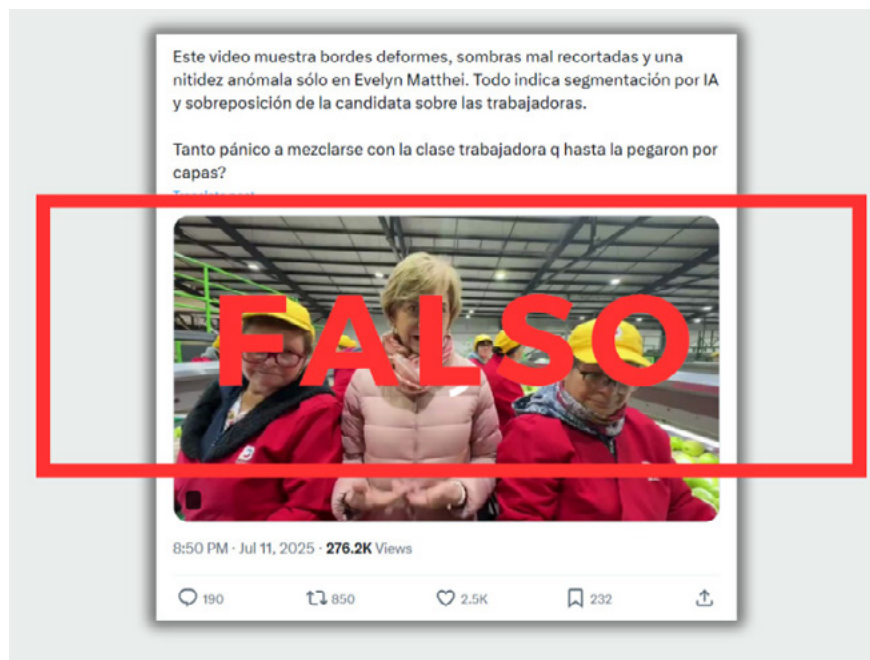 Este video muestra bordes deformes, sombras mal recortadas y una
nitidez anómala sólo en Evelyn Matthei. Todo indica segmentación por IA
y sobreposición de la candidata sobre las trabajadoras.
Tanto pánico a mezclarse con la clase trabajadora q hasta la pegaron por
capas?
FALSO
8:50 PM · Jul 11, 2025 · 276.2K Views
190 850 2.5K 232